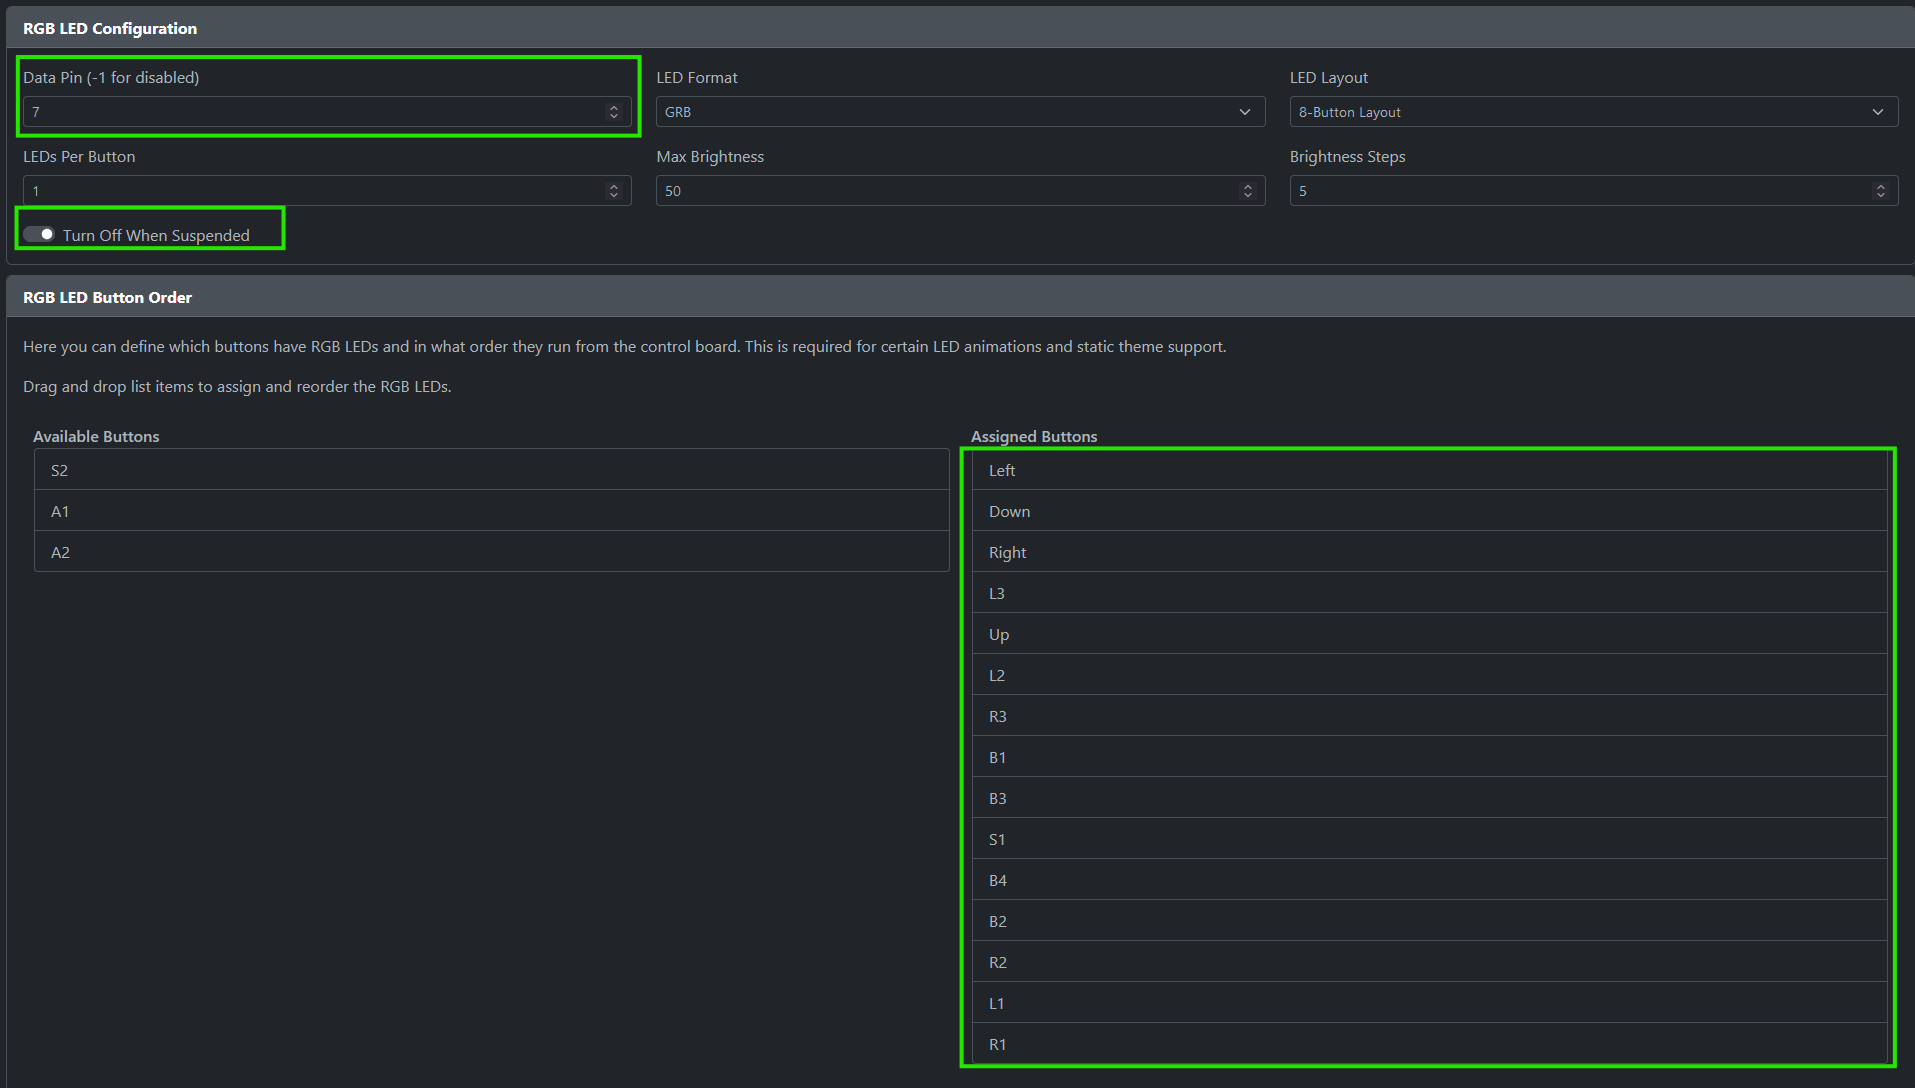 RGB LED Configuration
Data Pin (-1 for disabled)
LED Format
LED Layout
7
GRB
8-Button Layout
LEDs Per Button
Max Brightness
Brightness Steps
1
50
5
Turn Off When Suspended
RGB LED Button Order
Here you can define which buttons have RGB LEDs and in what order they run from the control board. This is required for certain LED animations and static theme support.
Drag and drop list items to assign and reorder the RGB LEDs.
Available Buttons
S2
A1
A2
Assigned Buttons
Left
Down
Right
L3
Up
L2
R3
B1
B3
S1
B4
B2
R2
L1
R1